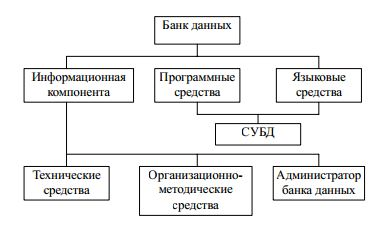 Банк данных
Информационная
компонента
Программные
средства
Языковые
средства
СУБД
Технические
средства
Организационно-
методические
средства
Администратор
банка данных